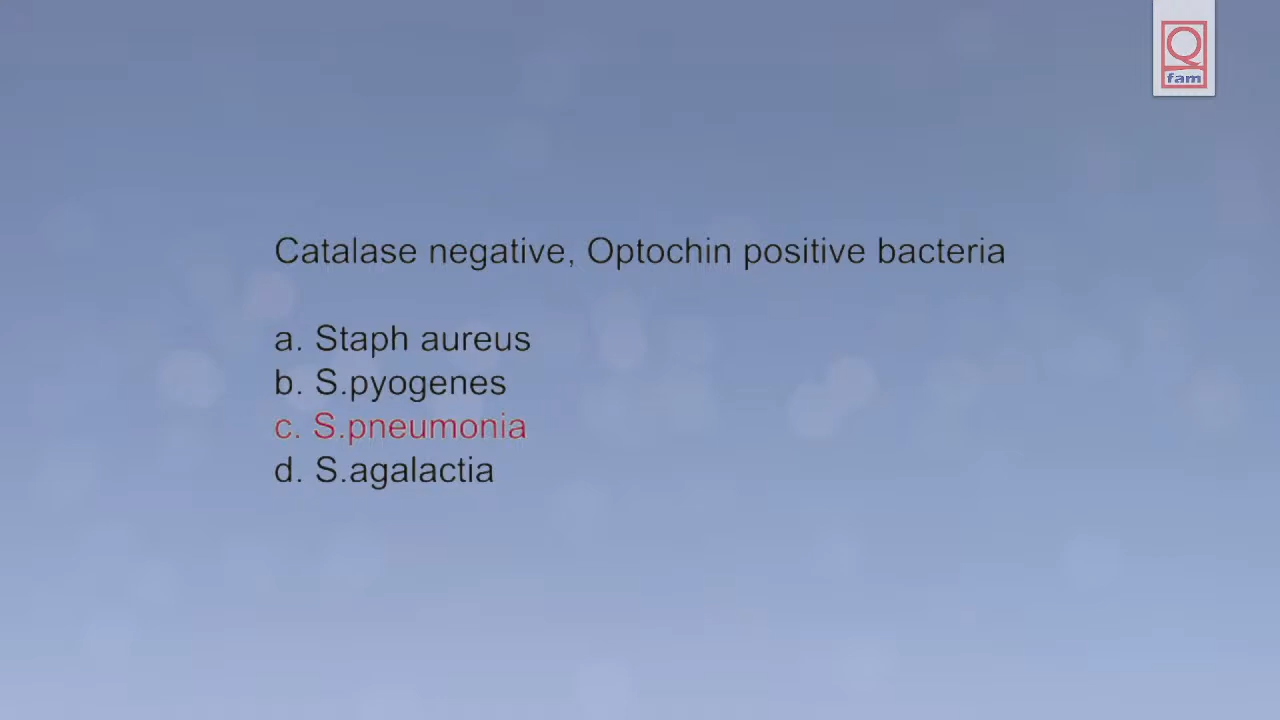 Q
fam
Catalase negative, Optochin positive bacteria
a. Staph aureus
b. S.pyogenes
c. S.pneumonia
d. S.agalactia